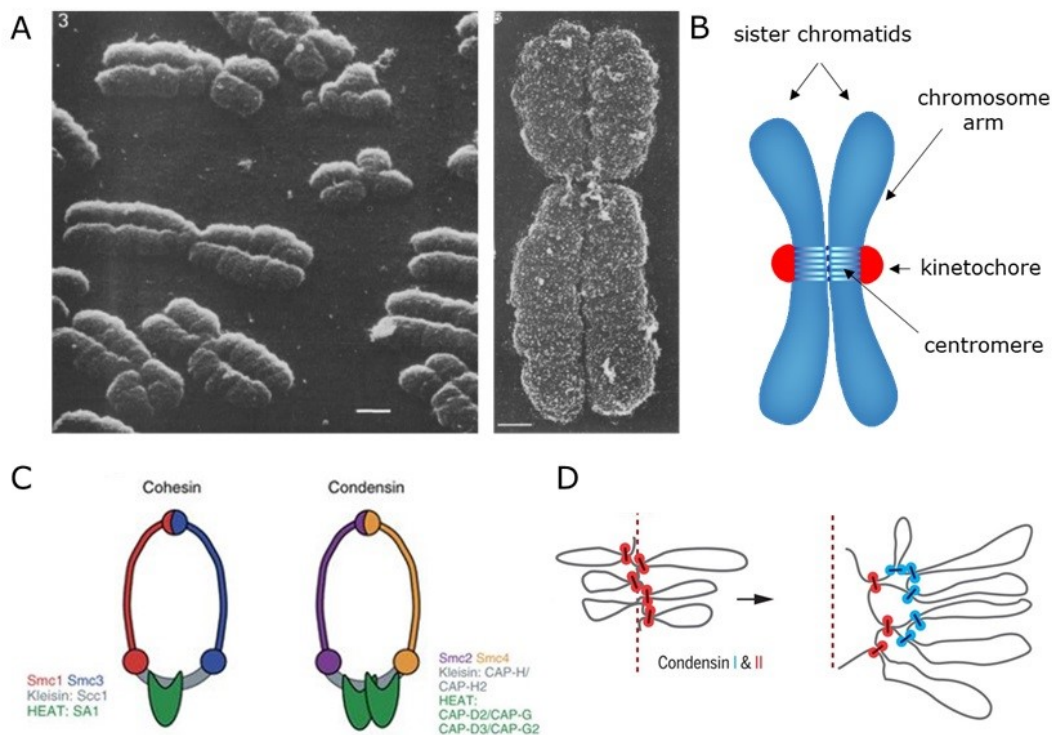 A
3
B
sister chromatids
chromosome
arm
kinetochore
centromere
C
Cohesin
Smc1 Smc3
Kleisin: Scc1
HEAT: SA1
Condensin
Smc2 Smc4
Kleisin: CAP-H/
CAP-H2
HEAT:
CAP-D2/CAP-G
CAP-D3/CAP-G2
D
Condensin I & II